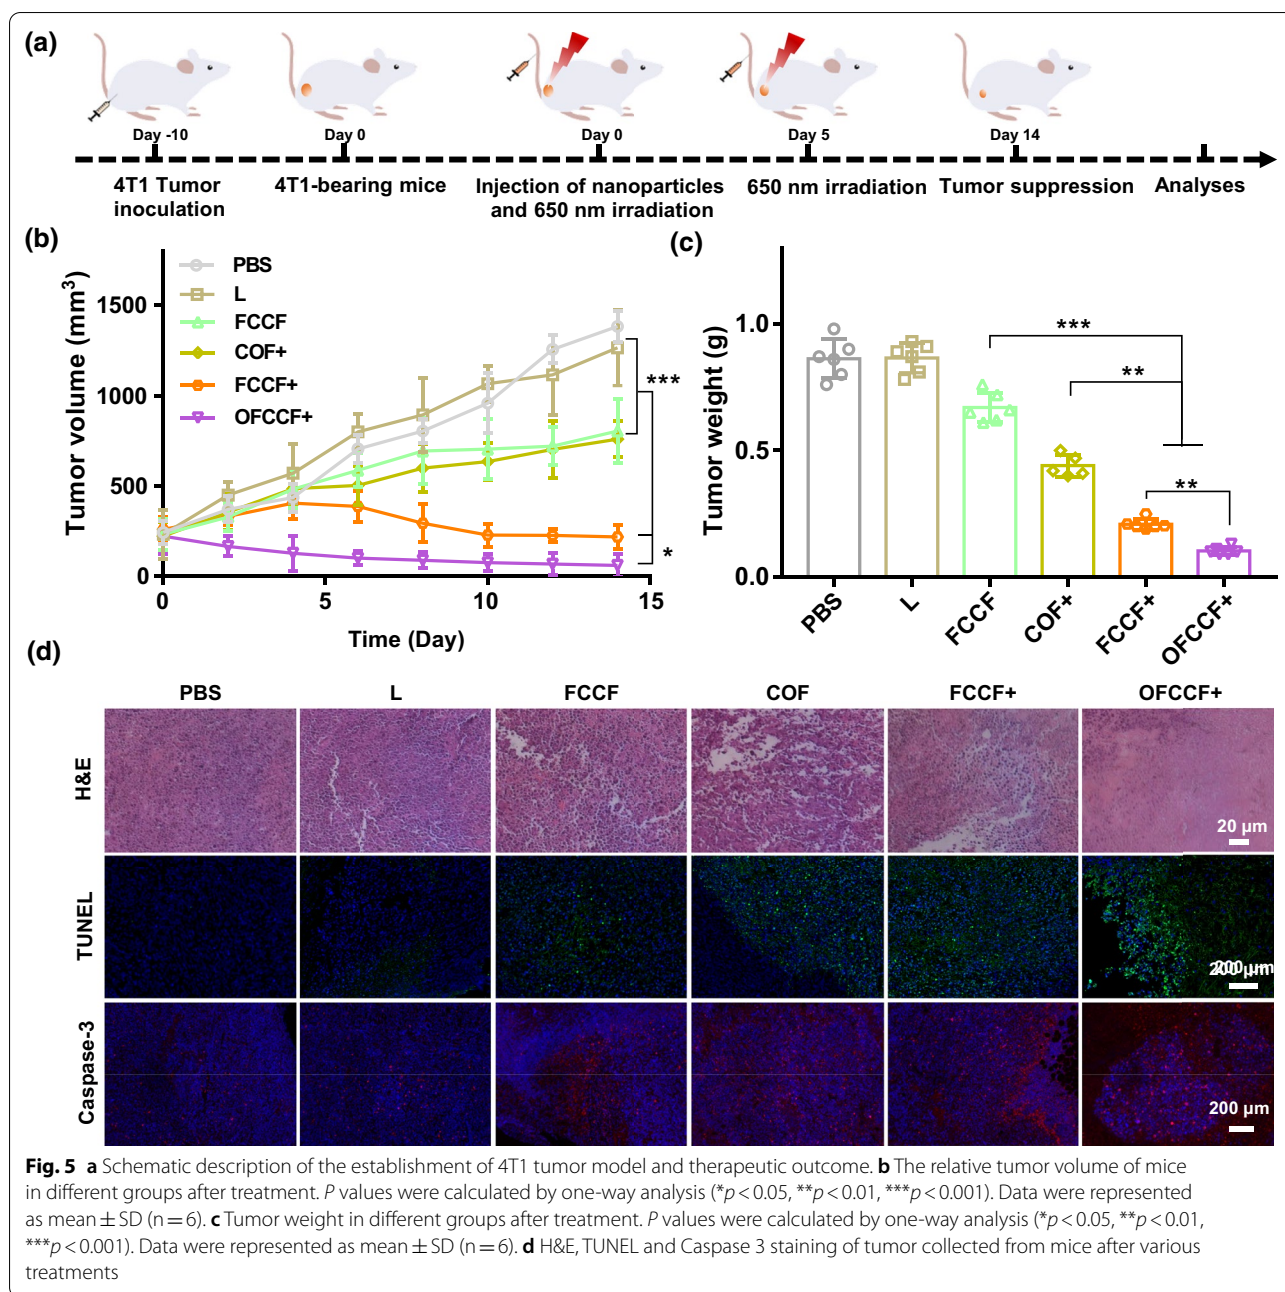 (a)
Day -10
Day 0
Day 0
Day 5
Day 14
4T1 Tumor
inoculation
4T1-bearing mice
Injection of nanoparticles
and 650 nm irradiation
650 nm irradiation
Tumor suppression
Analyses
(b)
Tumor volume (mm3)
1500
1000
500
0
0
5
10
15
Time (Day)
PBS
L
FCCF
COF+
FCCF+
OFCCF+
***
*
(c)
Tumor weight (g)
1.0
0.5
0.0
***
**
**
PBS
L
FCCF
COF+
FCCF+
OFCCF+
(d)
PBS
L
FCCF
COF
FCCF+
OFCCF+
H&E
20 μm
TUNEL
200 μm
200 μm
Caspase-3
200 μm
Fig. 5 a Schematic description of the establishment of 4T1 tumor model and therapeutic outcome. b The relative tumor volume of mice
in different groups after treatment. P values were calculated by one-way analysis (*p < 0.05, **p < 0.01, ***p < 0.001). Data were represented
as mean ± SD (n = 6). c Tumor weight in different groups after treatment. P values were calculated by one-way analysis (*p < 0.05, **p < 0.01,
***p < 0.001). Data were represented as mean ± SD (n = 6). d H&E, TUNEL and Caspase 3 staining of tumor collected from mice after various
treatments